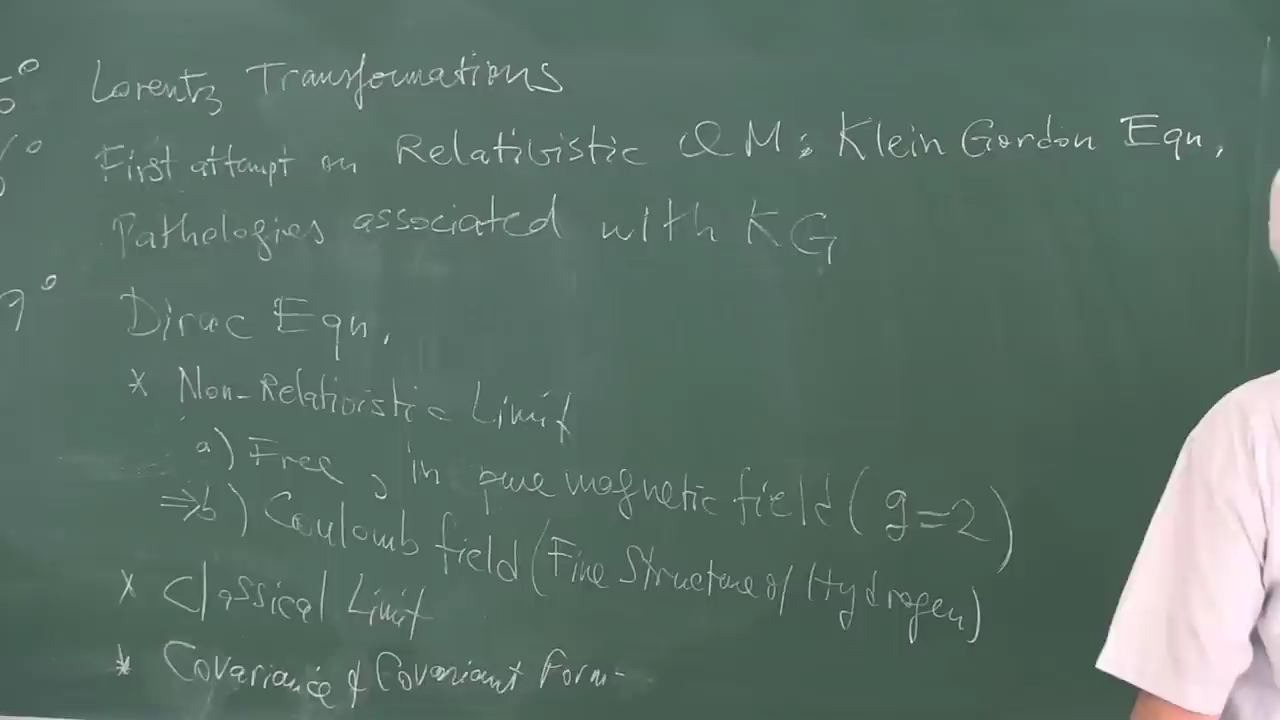 5° Lorentz Transformations
6° First attempt on Relativistic QM: Klein Gordon Eqn,
Pathologies associated with KG
7° Dirac Eqn.
* Non-Relativistic Limit
a) Free, in pure magnetic field (g=2)
⇒b) Coulomb field (Fine Structure of Hydrogen)
* Classical Limit
* Covariance & Covariant Form-